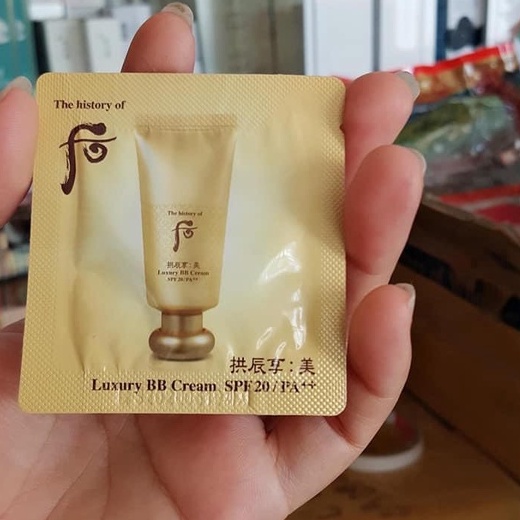 The history of
后
The history of
后
拱辰享:美
Luxury BB Cream
SPF 20/PA++
拱辰享:美
Luxury BB Cream SPF 20 / PA++